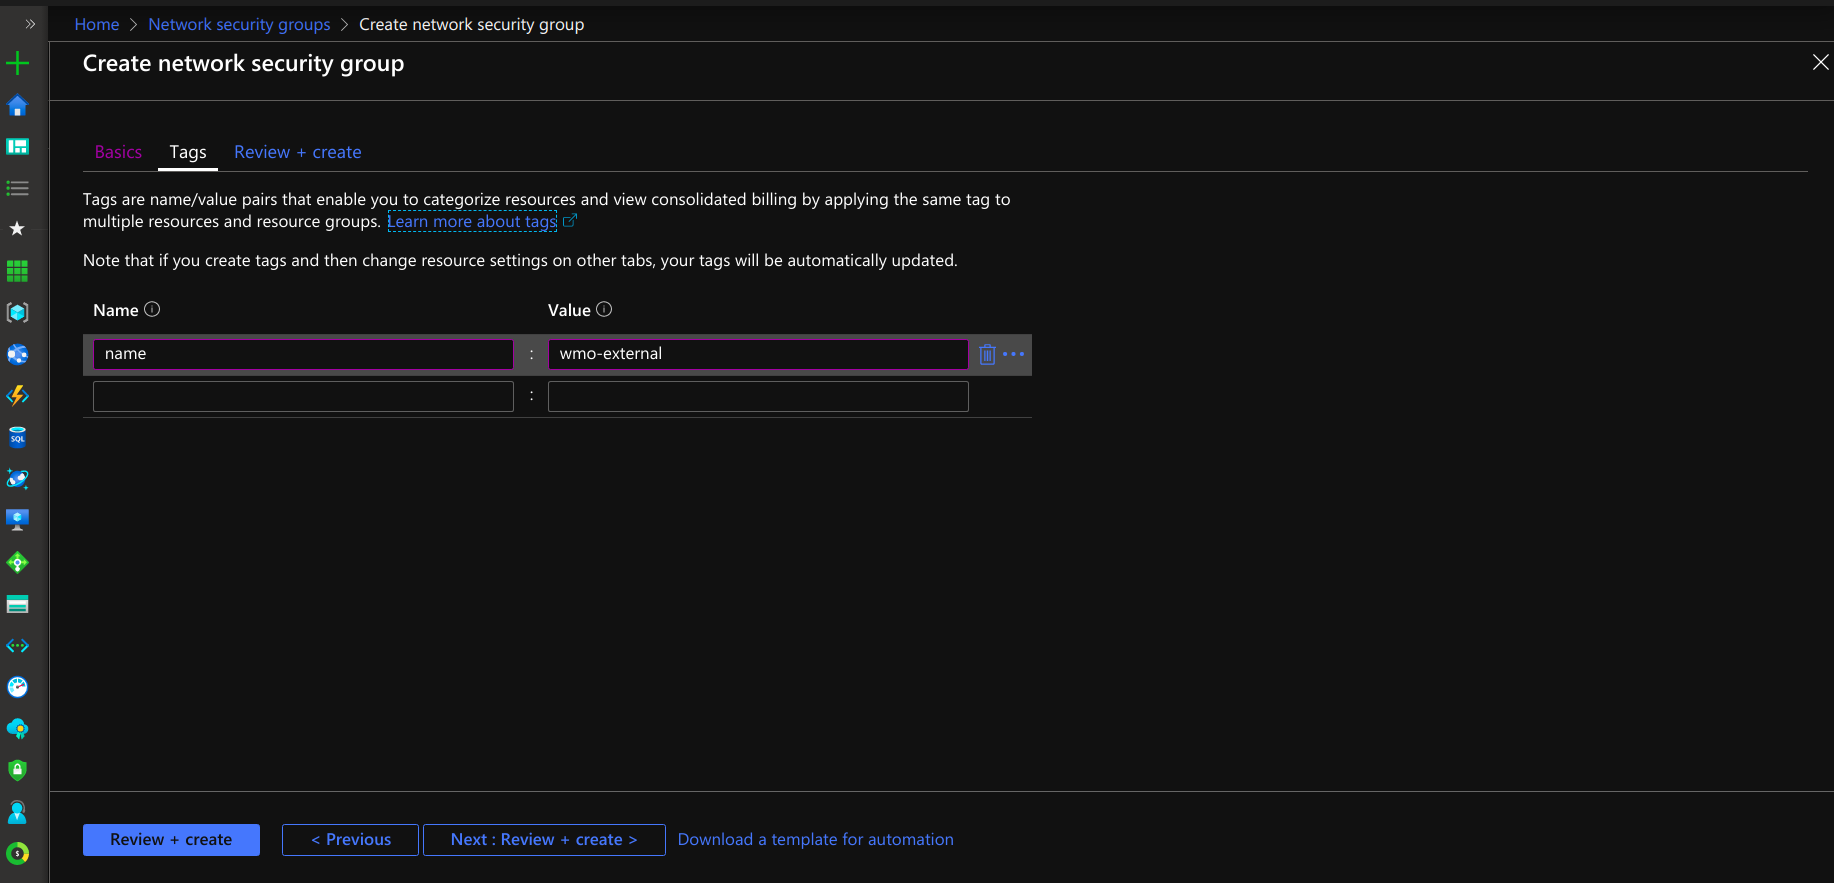 Home > Network security groups > Create network security group
Create network security group
Basics Tags Review + create
Tags are name/value pairs that enable you to categorize resources and view consolidated billing by applying the same tag to
multiple resources and resource groups. Learn more about tags
Note that if you create tags and then change resource settings on other tabs, your tags will be automatically updated.
Name Value
name : wmo-external
:
SQL
Review + create < Previous Next : Review + create > Download a template for automation
$